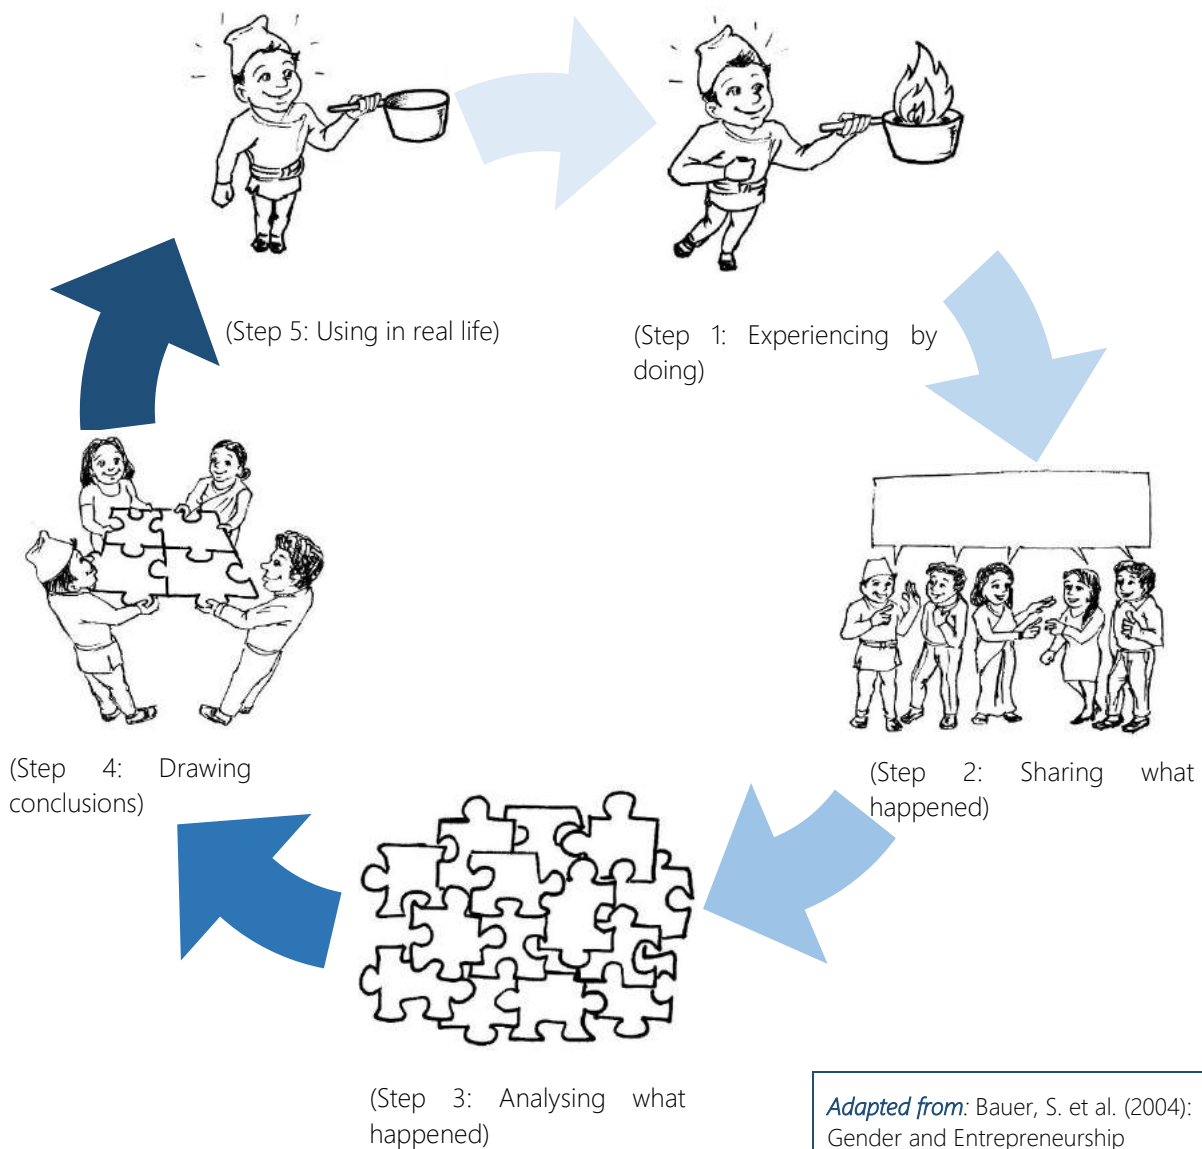 (Step 5: Using in real life)
(Step 1: Experiencing by
doing)
(Step 4: Drawing
conclusions)
(Step 2: Sharing what
happened)
(Step 3: Analysing what
happened)
Adapted from: Bauer, S. et al. (2004):
Gender and Entrepreneurship